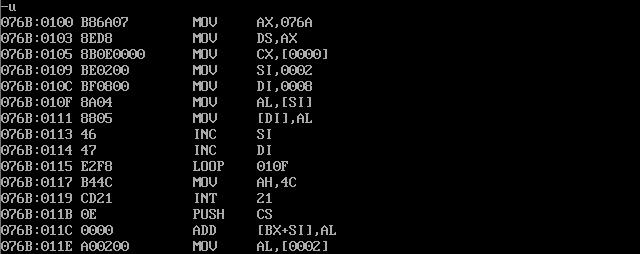 -u
076B:0100 B86A07 MOV AX,076A
076B:0103 8ED8 MOV DS,AX
076B:0105 8B0E0000 MOV CX,[0000]
076B:0109 BE0200 MOV SI,0002
076B:010C BF0800 MOV DI,0008
076B:010F 8A04 MOV AL,[SI]
076B:0111 8805 MOV [DI],AL
076B:0113 46 INC SI
076B:0114 47 INC DI
076B:0115 E2F8 LOOP 010F
076B:0117 B44C MOV AH,4C
076B:0119 CD21 INT 21
076B:011B 0E PUSH CS
076B:011C 0000 ADD [BX+SI],AL
076B:011E A00200 MOV AL,[0002]